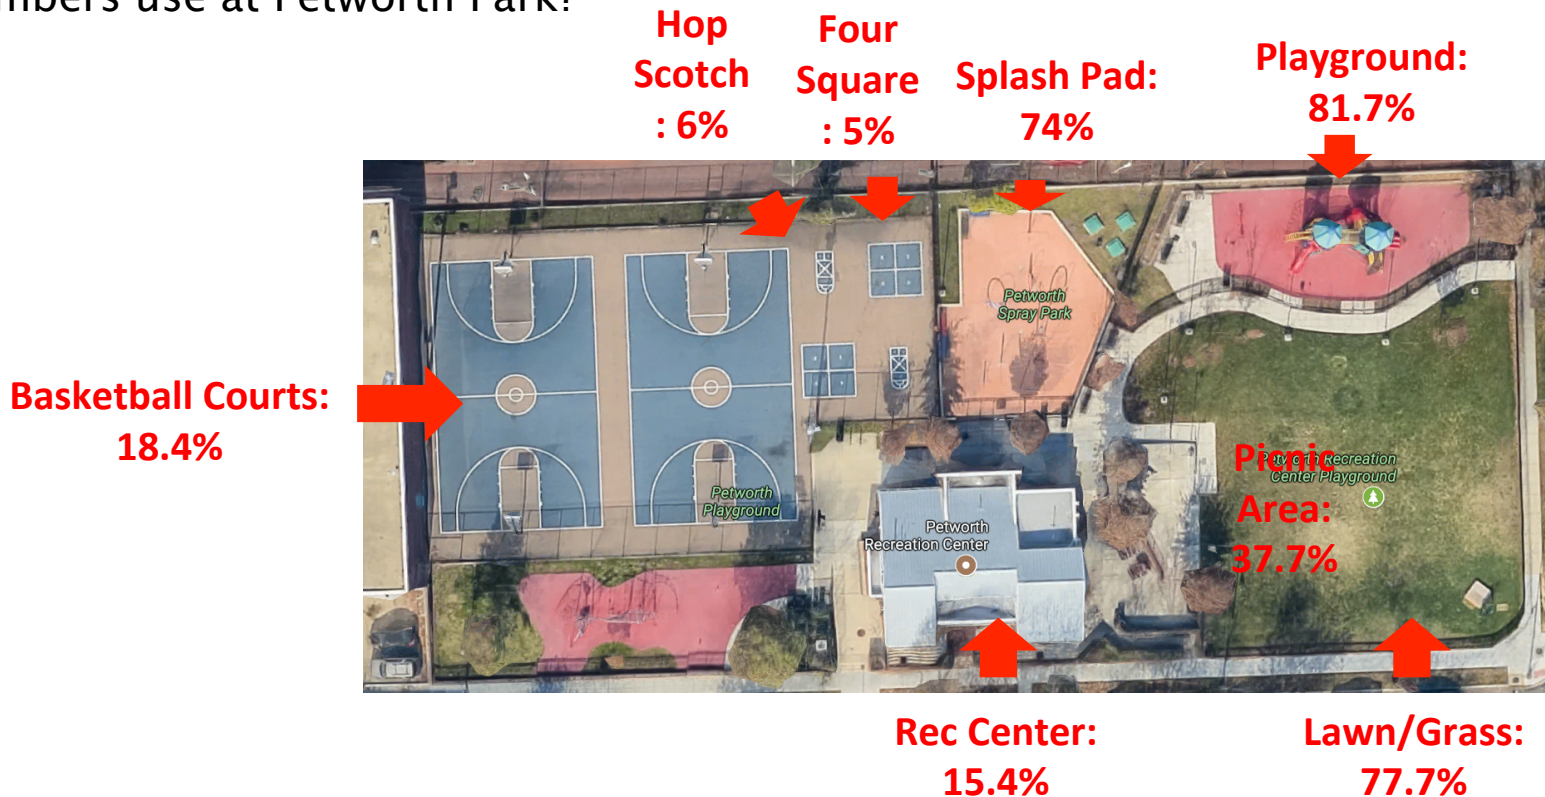 mbers use at Petworth Park?
Hop
Scotch
: 6%
Four
Square
: 5%
Splash Pad:
74%
Playground:
81.7%
Basketball Courts:
18.4%
Petworth
Spray Park
Petworth
Playground
Petworth
Recreation Center
Petworth Recreation
Center Playground
Picnic
Area:
37.7%
Rec Center:
15.4%
Lawn/Grass:
77.7%